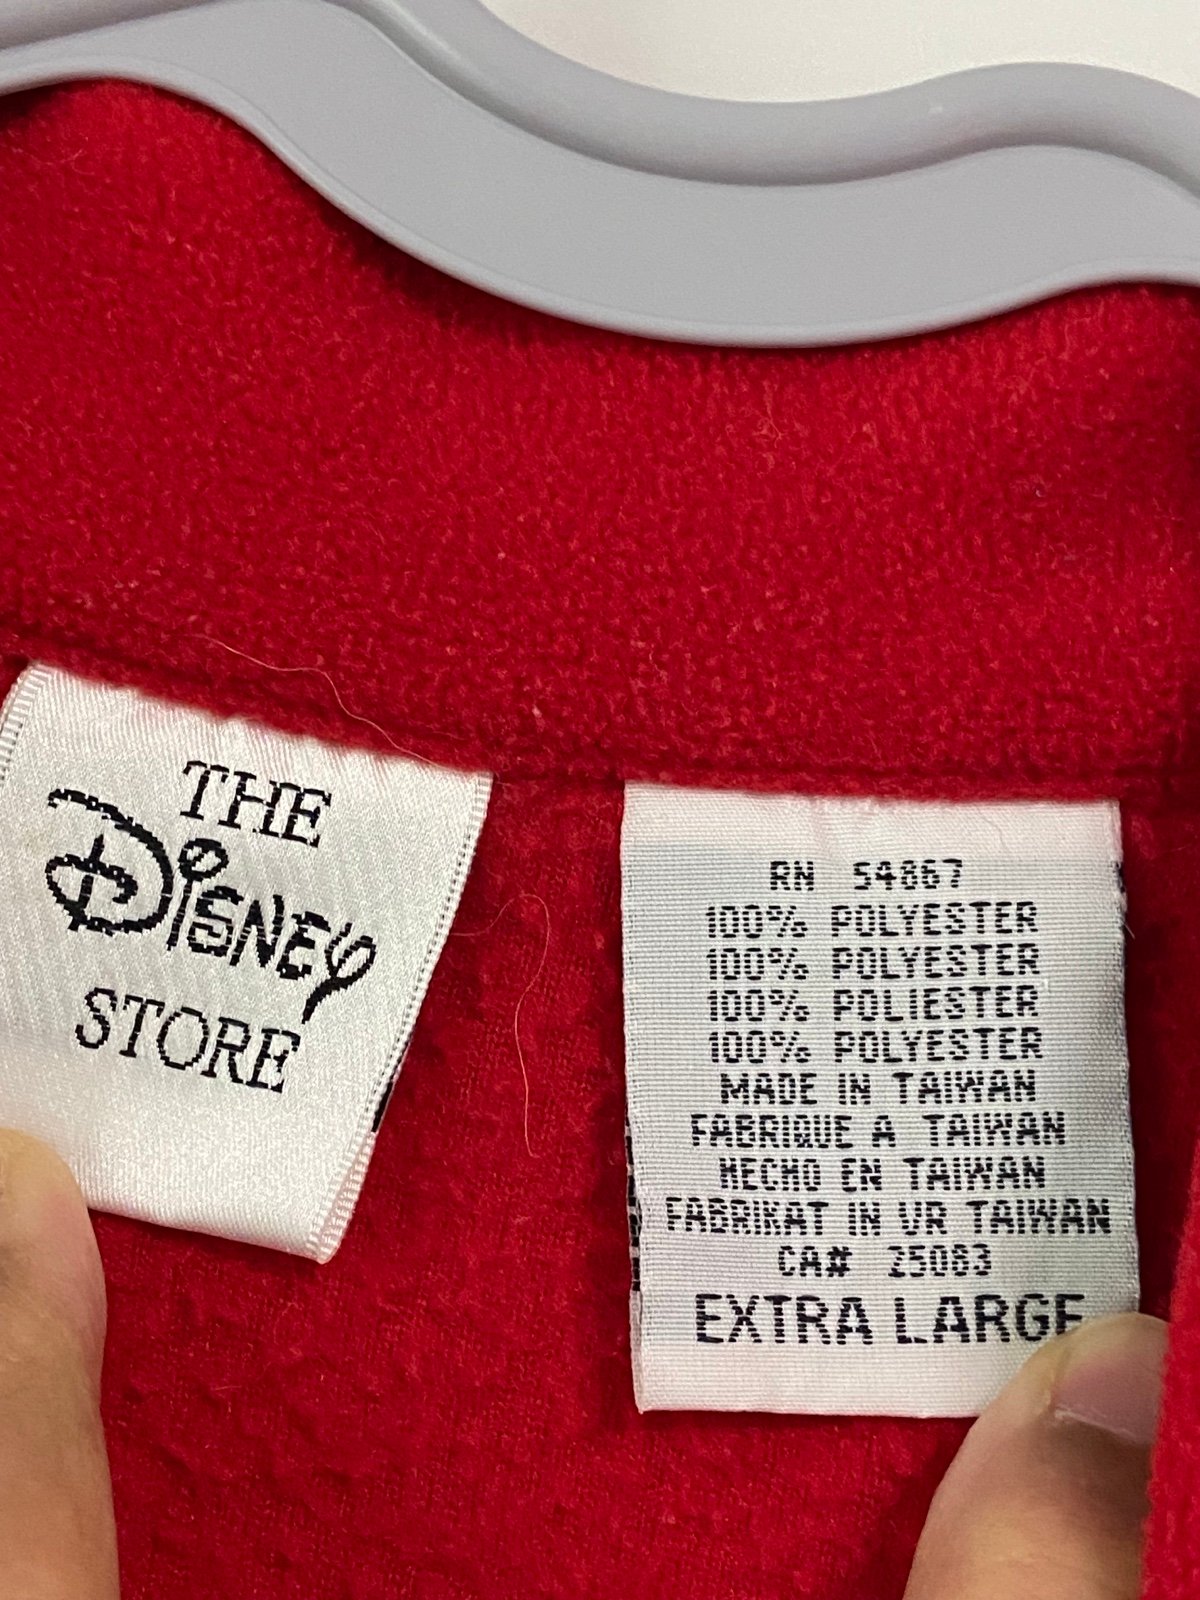 THE
DISNEY
STORE
RN 54867
100% POLYESTER
100% POLYESTER
100% POLIESTER
100% POLYESTER
MADE IN TAIWAN
FABRIQUE A TAIWAN
HECHO EN TAIWAN
FABRIKAT IN VR TAIWAN
CA# 25083
EXTRA LARGE